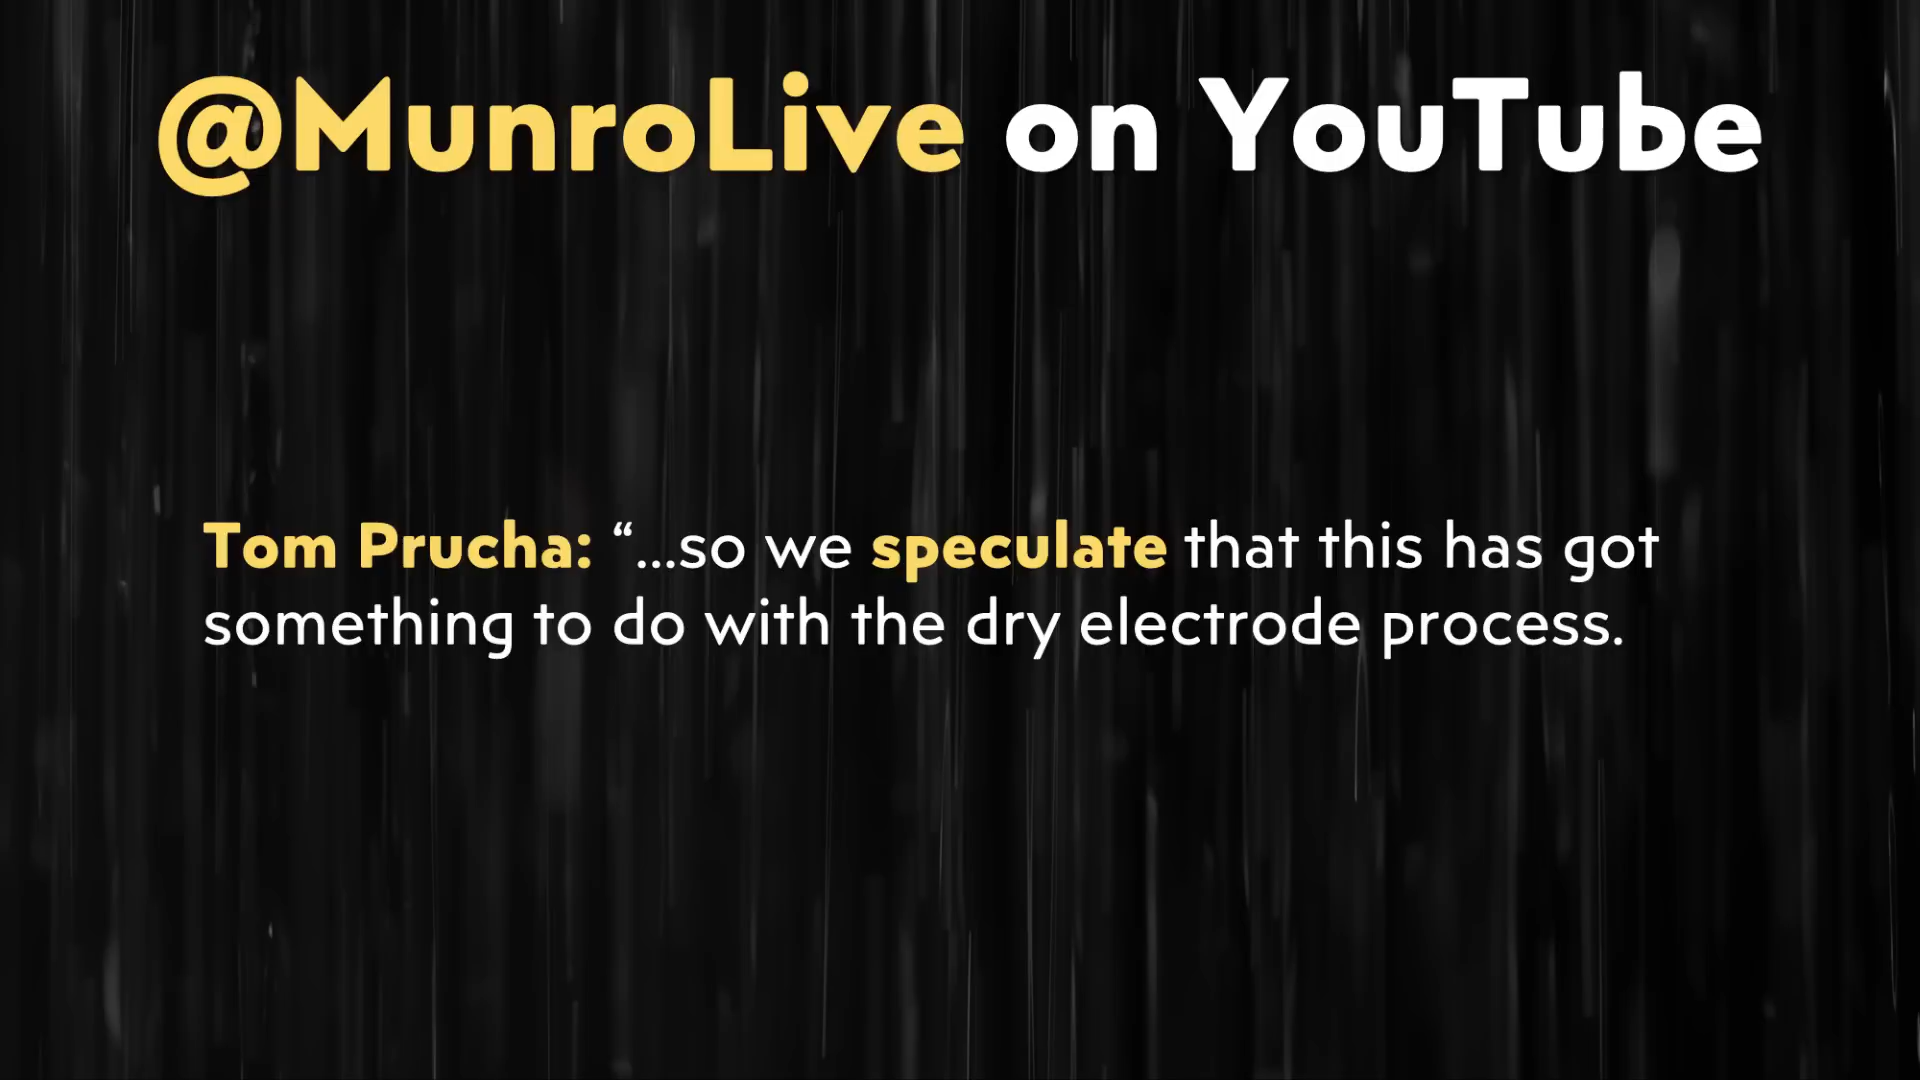 @MunroLive on YouTube
Tom Prucha: “...so we speculate that this has got
something to do with the dry electrode process.